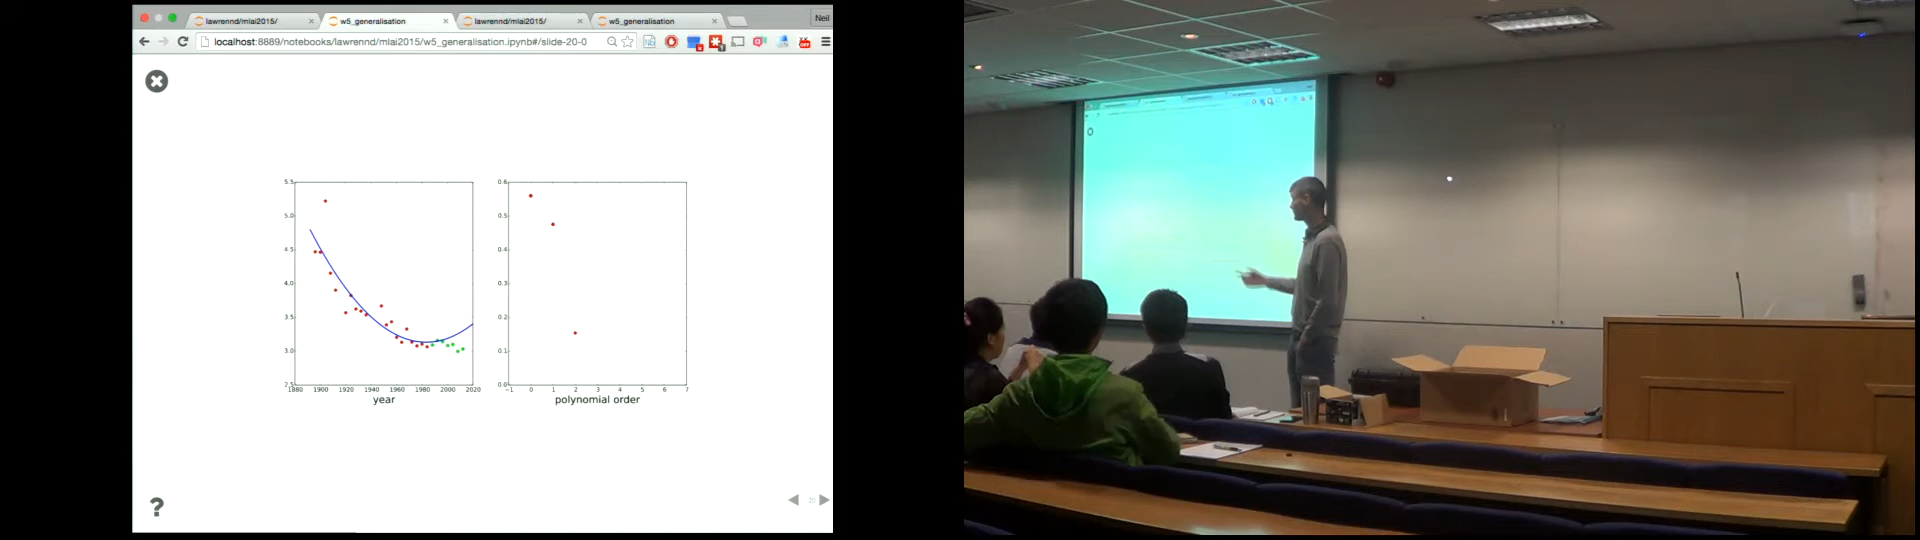 lawrennd/mlai2015/ w5_generalisation lawrennd/mlai2015/ w5_generalisation Neil
localhost:8889/notebooks/lawrennd/mlai2015/w5_generalisation.ipynb#/slide-20-0
5.5
5.0
4.5
4.0
3.5
3.0
2.5
1880 1900 1920 1940 1960 1980 2000 2020
year
0.6
0.5
0.4
0.3
0.2
0.1
0.0
−1 0 1 2 3 4 5 6 7
polynomial order
?
20